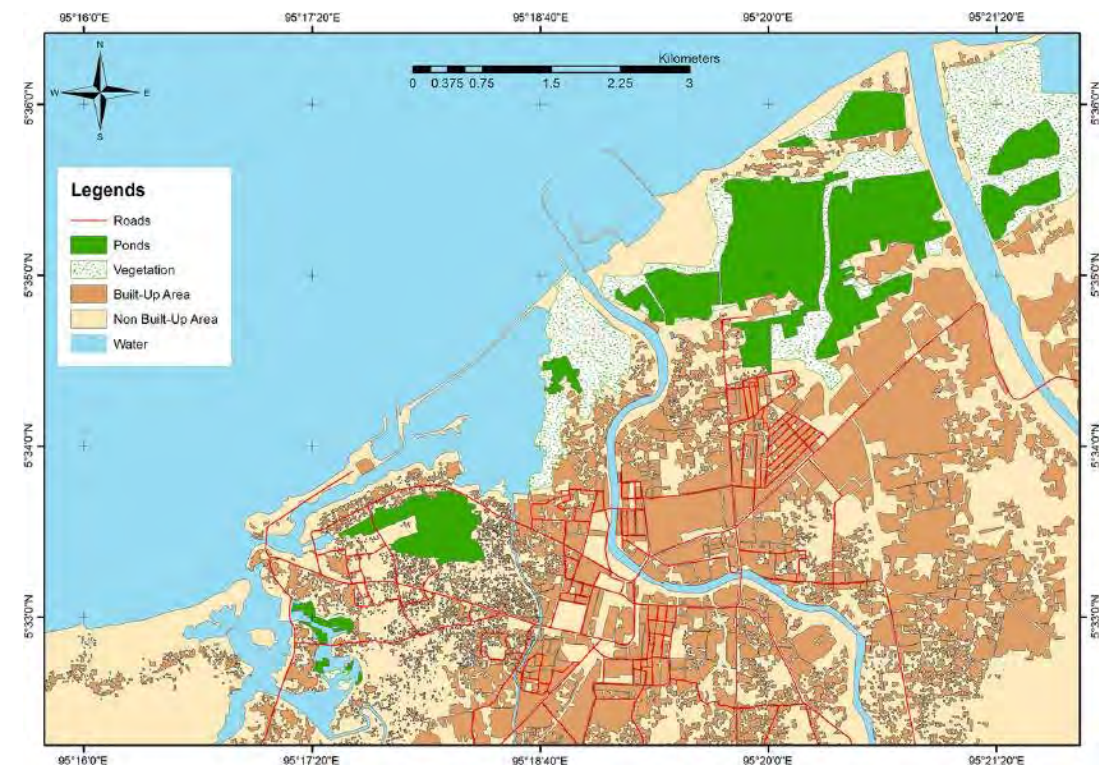 95°16'0"E 95°17'20"E 95°18'40"E 95°20'0"E 95°21'20"E
N
W E
S
Kilometers
0 0.375 0.75 1.5 2.25 3
5°36'0"N 5°36'0"N
Legends
Roads
Ponds
Vegetation
Built-Up Area
Non Built-Up Area
Water
5°35'0"N 5°35'0"N
5°34'0"N 5°34'0"N
5°33'0"N 5°33'0"N
95°16'0"E 95°17'20"E 95°18'40"E 95°20'0"E 95°21'20"E